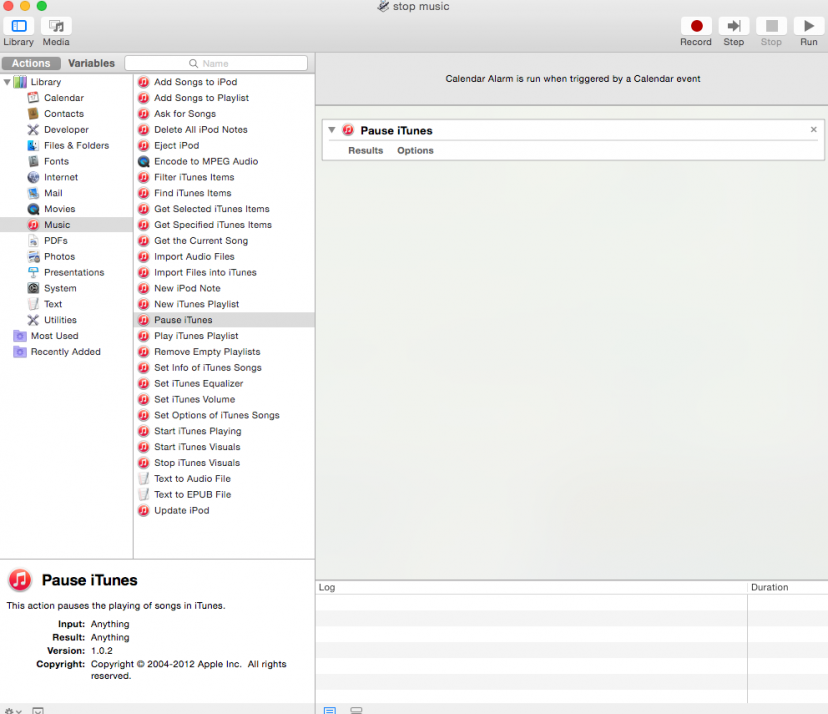 stop music
Library Media
Record Step Stop Run
Actions Variables Name
Calendar Alarm is run when triggered by a Calendar event
Library
Calendar
Contacts
Developer
Files & Folders
Fonts
Internet
Mail
Movies
Music
PDFs
Photos
Presentations
System
Text
Utilities
Most Used
Recently Added
Add Songs to iPod
Add Songs to Playlist
Ask for Songs
Delete All iPod Notes
Eject iPod
Encode to MPEG Audio
Filter iTunes Items
Find iTunes Items
Get Selected iTunes Items
Get Specified iTunes Items
Get the Current Song
Import Audio Files
Import Files into iTunes
New iPod Note
New iTunes Playlist
Pause iTunes
Play iTunes Playlist
Remove Empty Playlists
Set Info of iTunes Songs
Set iTunes Equalizer
Set iTunes Volume
Set Options of iTunes Songs
Start iTunes Playing
Start iTunes Visuals
Stop iTunes Visuals
Text to Audio File
Text to EPUB File
Update iPod
Pause iTunes
Results Options
Pause iTunes
This action pauses the playing of songs in iTunes.
Input: Anything
Result: Anything
Version: 1.0.2
Copyright: Copyright © 2004-2012 Apple Inc. All rights
reserved.
Log Duration